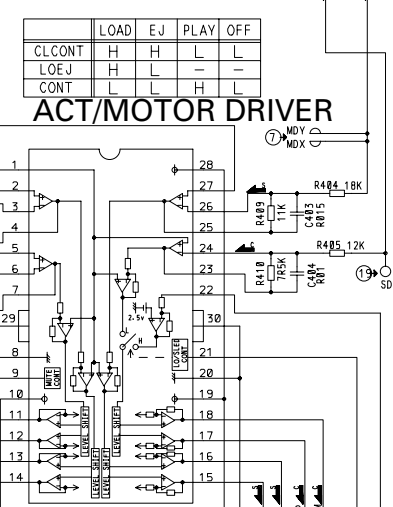 LOAD EJ PLAY OFF
CLCONT H H L L
LOEJ H L - -
CONT L L H L
ACT/MOTOR DRIVER
7 MDY
MDX
R404 18K
R409 11K C403 R015
R405 12K
R410 7R5K C404 R01
19
SD
S
C
1 28
2 27
3 26
4 25
5 24
6 23
7 22
29 30
2.5v
L
H
8 21
9 20
10 19
11 18
12 17
13 16
14 15
MUTE CONT
LO/SLED CONT
LEVEL SHIFT
LEVEL SHIFT
LEVEL SHIFT
LEVEL SHIFT
S S C C